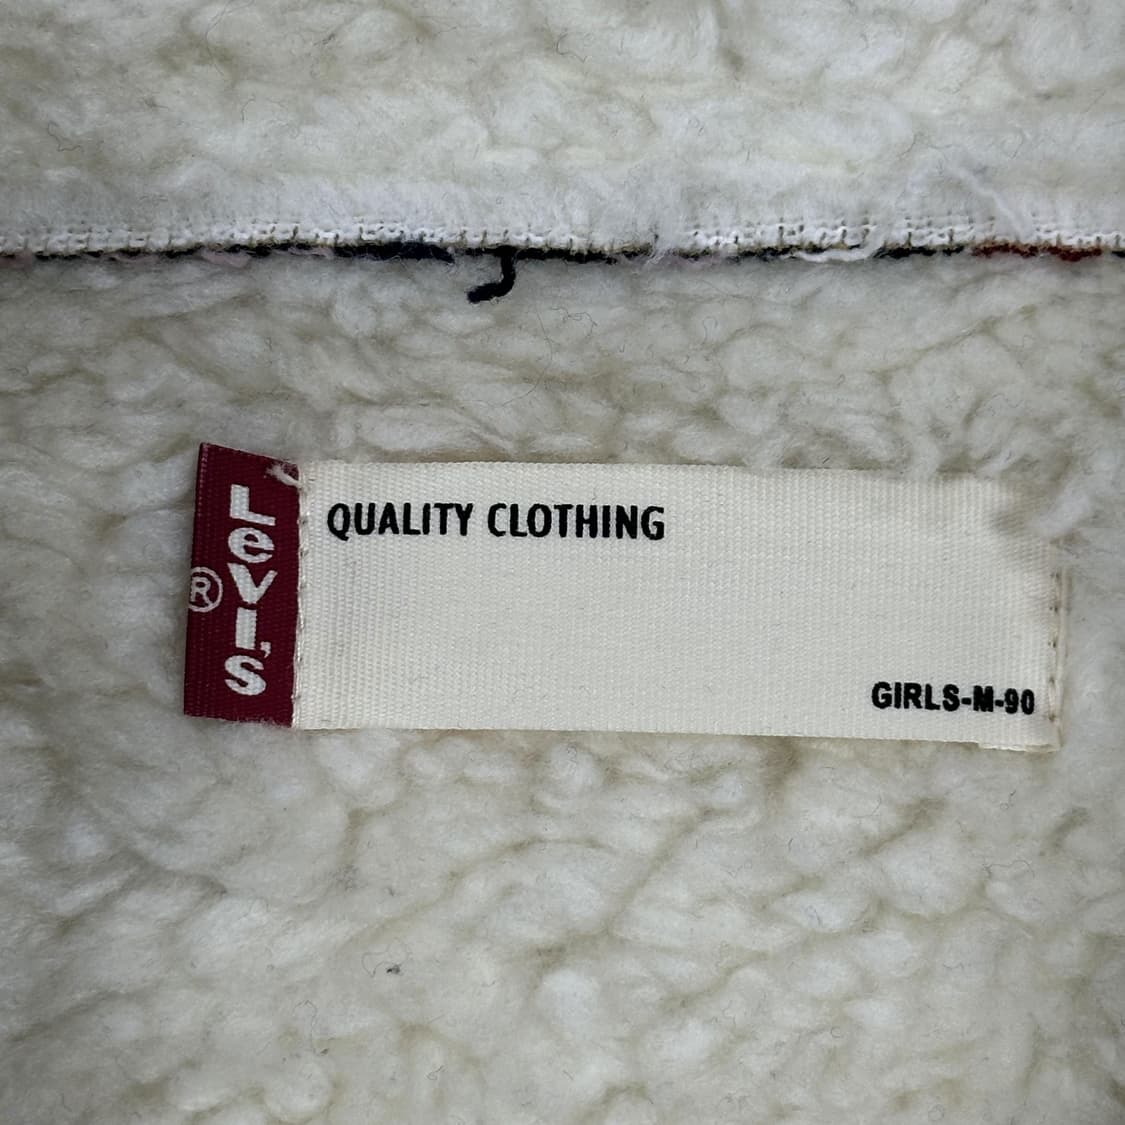 LeVI'S
®
QUALITY CLOTHING
GIRLS-M-90